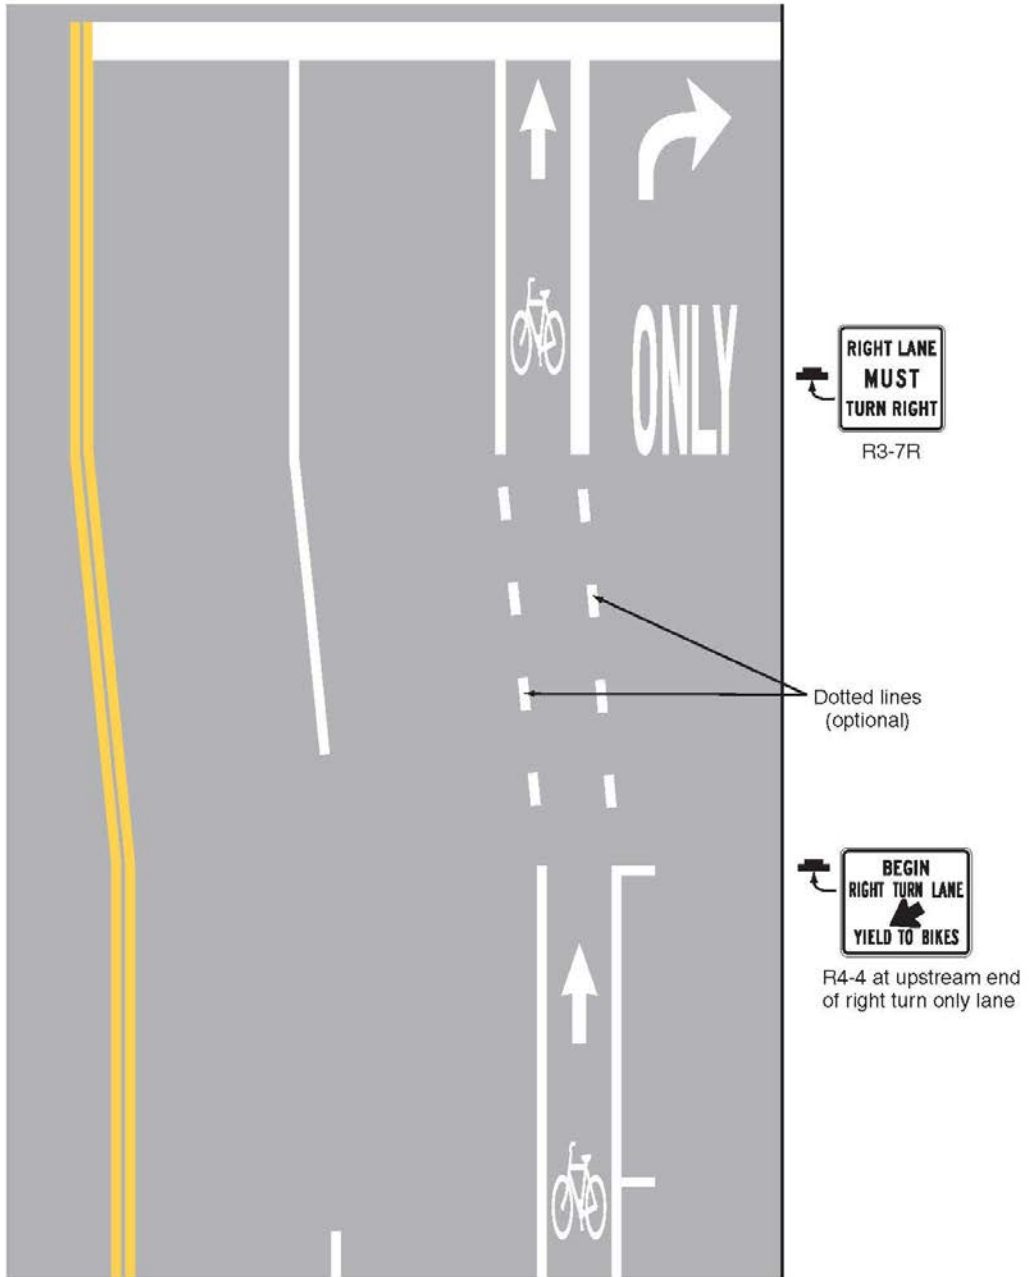 ONLY
RIGHT LANE
MUST
TURN RIGHT
R3-7R
Dotted lines
(optional)
BEGIN
RIGHT TURN LANE
YIELD TO BIKES
R4-4 at upstream end
of right turn only lane